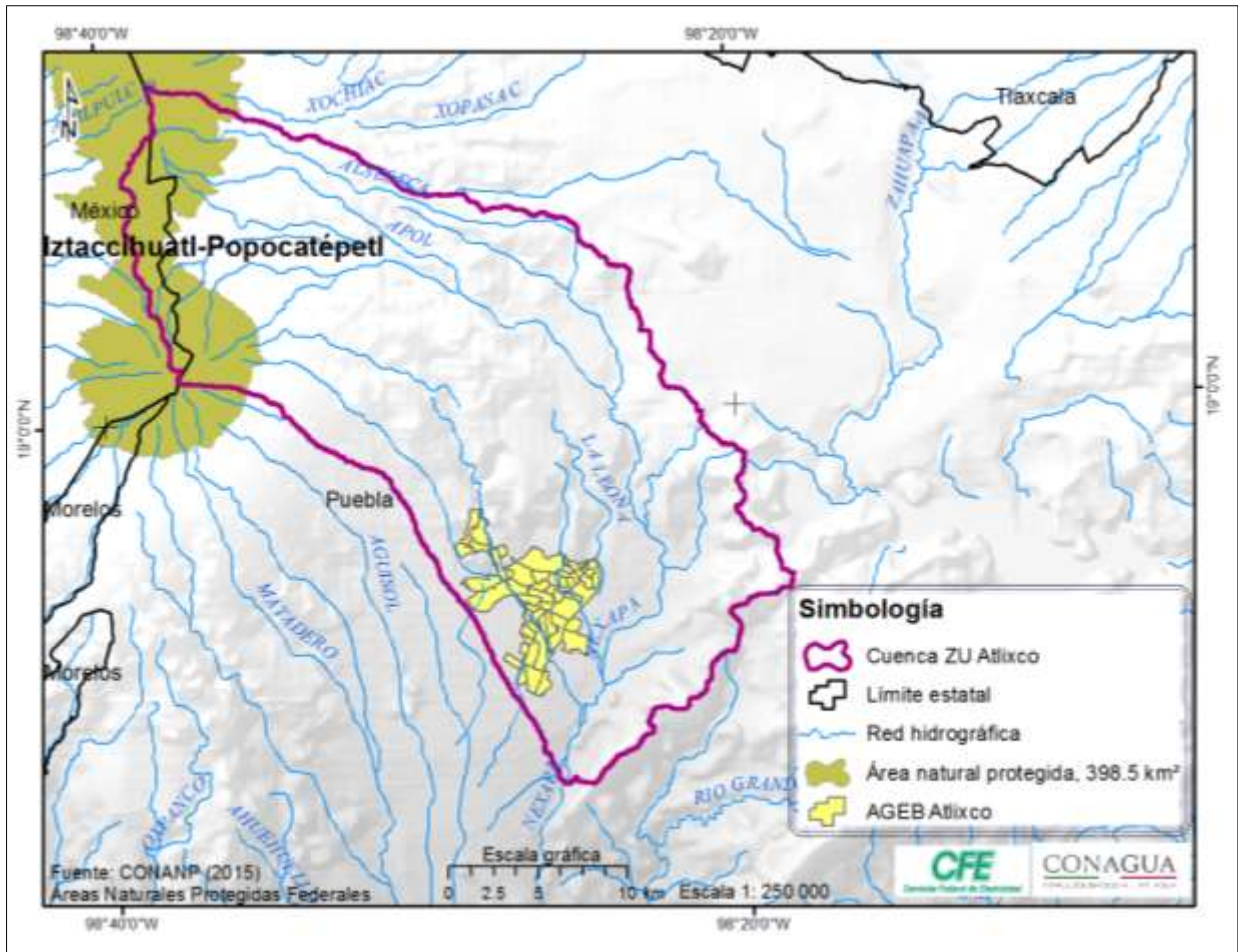 98°40'0"W
98°20'0"W
N
XOCHIAC
XOPANAC
Tlaxcala
ALSESECA
ZAHUAPAN
México
APOL
Iztaccíhuatl-Popocatépetl
19°0'0"N
19°0'0"N
LA LEONA
Puebla
Morelos
AGUISOL
MATADERO
NEXAPA
Morelos
Simbología
Cuenca ZU Atlixco
Límite estatal
Red hidrográfica
Área natural protegida, 398.5 km²
AGEB Atlixco
RIO GRAND
Fuente: CONANP (2015)
Áreas Naturales Protegidas Federales
Escala gráfica
0 2.5 5 10 km
Escala 1: 250 000
CFE
Comisión Federal de Electricidad
CONAGUA
98°40'0"W
98°20'0"W